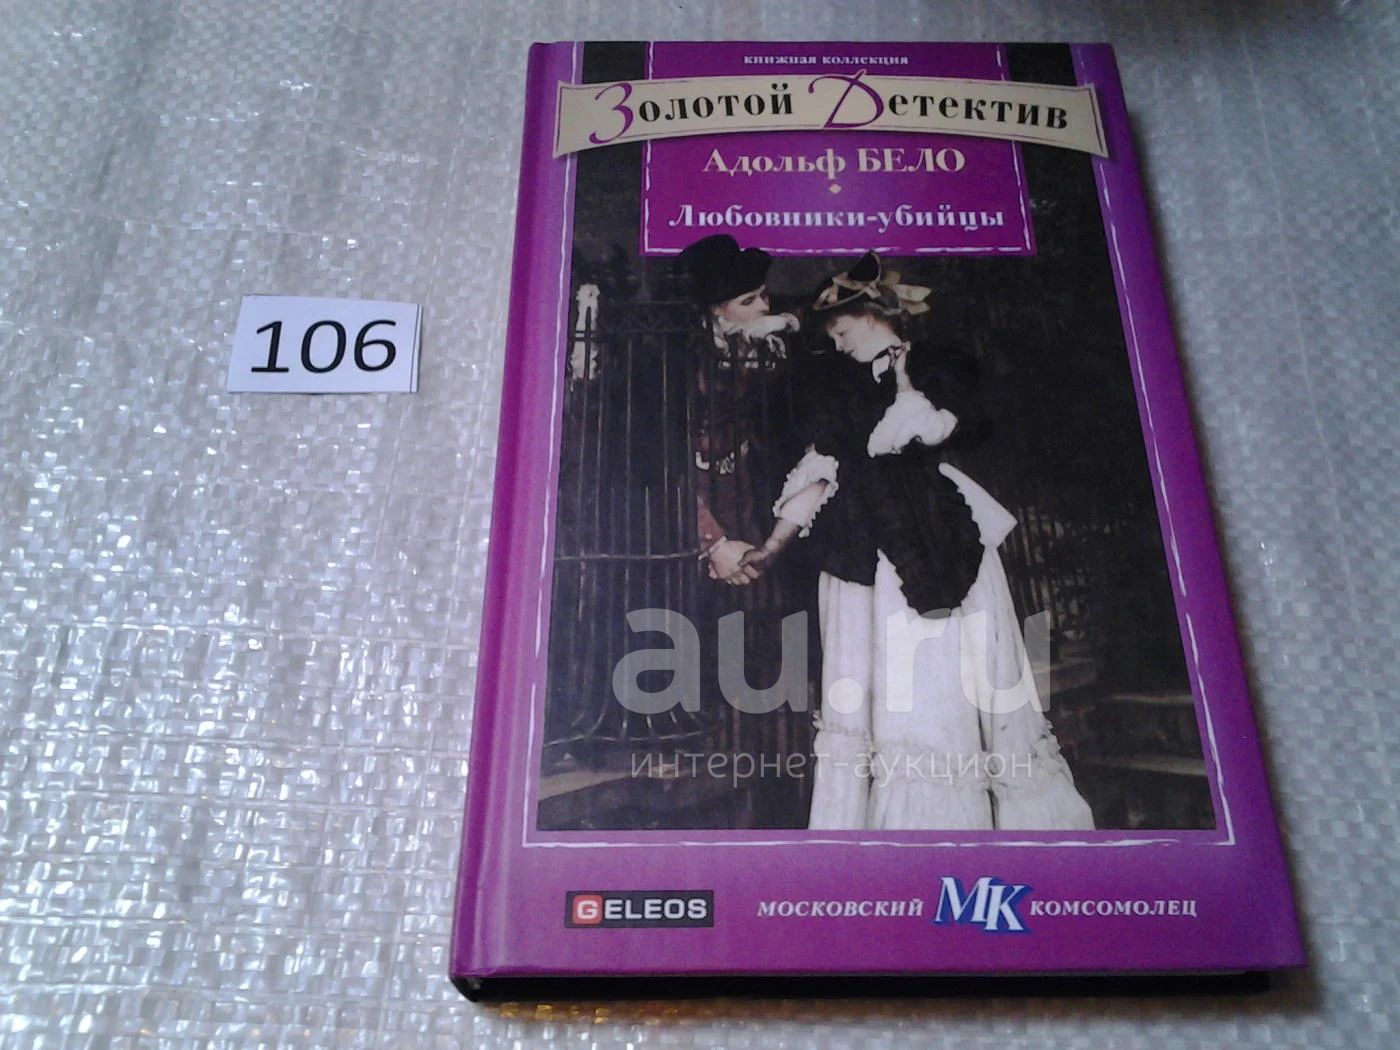 книжная коллекция
Золотой Детектив
Адольф БЕЛО
Любовники-убийцы
106
au.ru
интернет-аукцион
GELEOS
МОСКОВСКИЙ МК КОМСОМОЛЕЦ